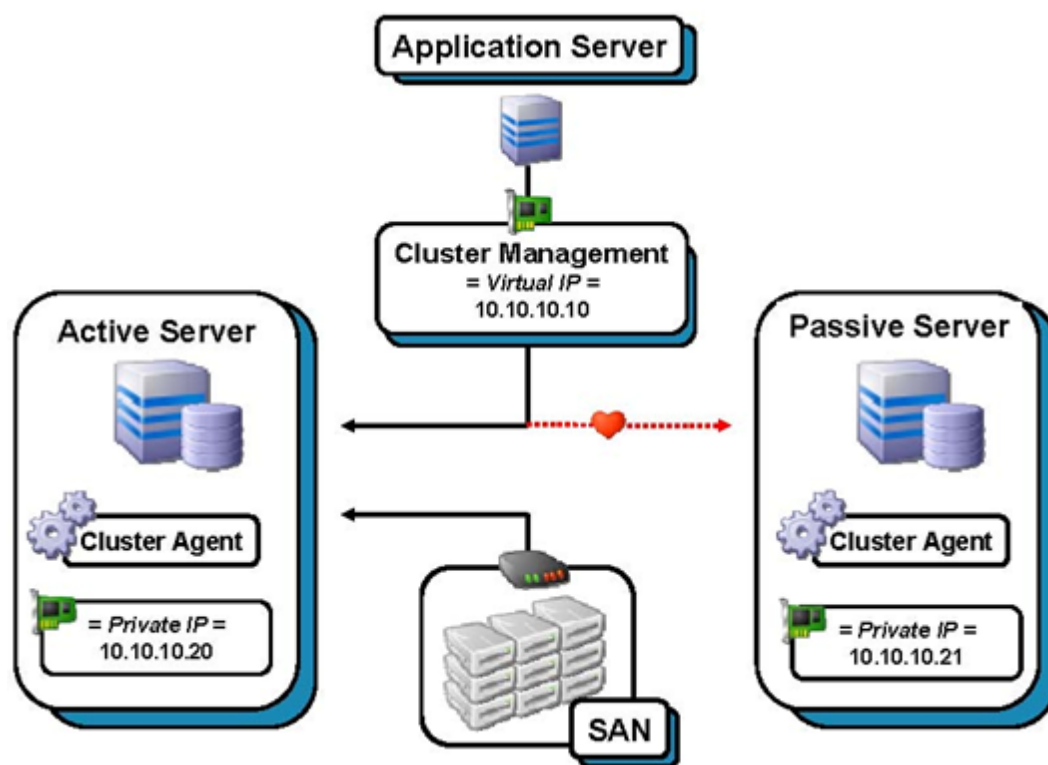 Application Server
Cluster Management
= Virtual IP =
10.10.10.10
Active Server
Cluster Agent
= Private IP =
10.10.10.20
Passive Server
Cluster Agent
= Private IP =
10.10.10.21
SAN